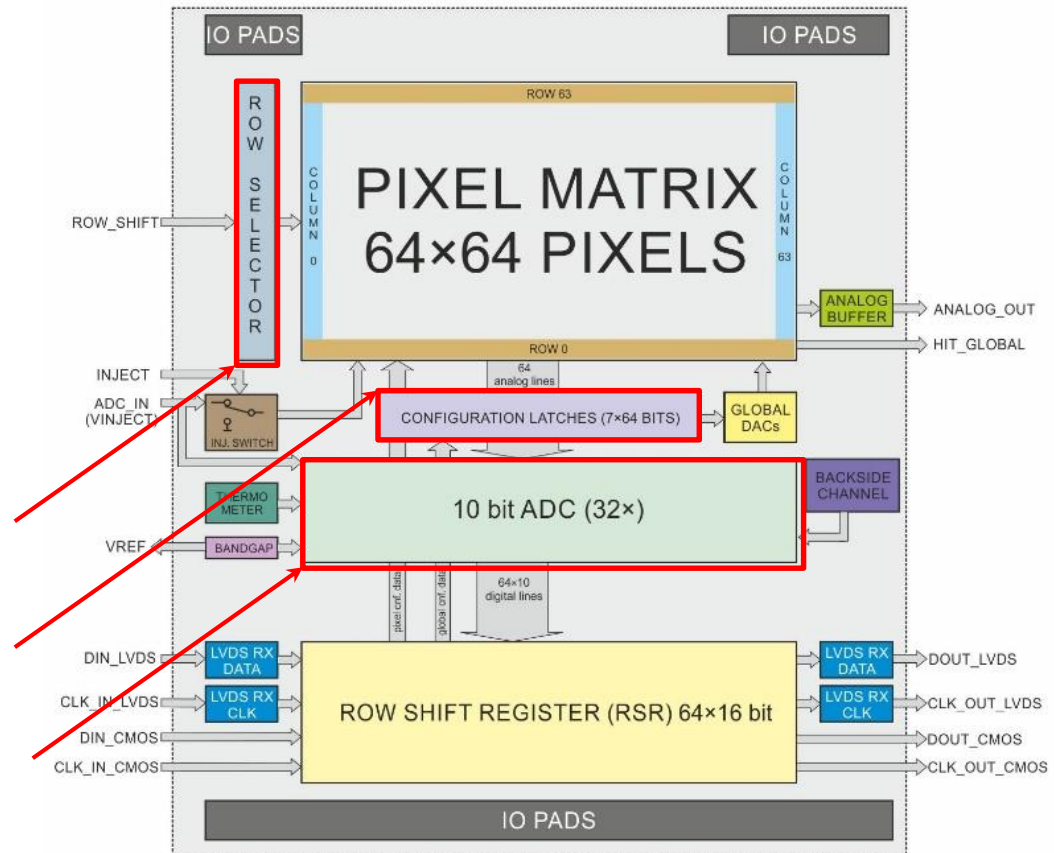 IO PADS
IO PADS
ROW SELECTOR
ROW 63
COLUMN 0
PIXEL MATRIX
64×64 PIXELS
COLUMN 63
ROW_SHIFT
ANALOG
BUFFER
ANALOG_OUT
HIT_GLOBAL
ROW 0
64
analog lines
INJECT
ADC_IN
(VINJECT)
INJ. SWITCH
CONFIGURATION LATCHES (7×64 BITS)
GLOBAL
DACs
THERMO
METER
10 bit ADC (32×)
BACKSIDE
CHANNEL
VREF
BANDGAP
pixel cnf. data
global cnf. data
64×10
digital lines
DIN_LVDS
LVDS RX
DATA
LVDS RX
DATA
DOUT_LVDS
CLK_IN_LVDS
LVDS RX
CLK
LVDS RX
CLK
CLK_OUT_LVDS
ROW SHIFT REGISTER (RSR) 64×16 bit
DIN_CMOS
DOUT_CMOS
CLK_IN_CMOS
CLK_OUT_CMOS
IO PADS